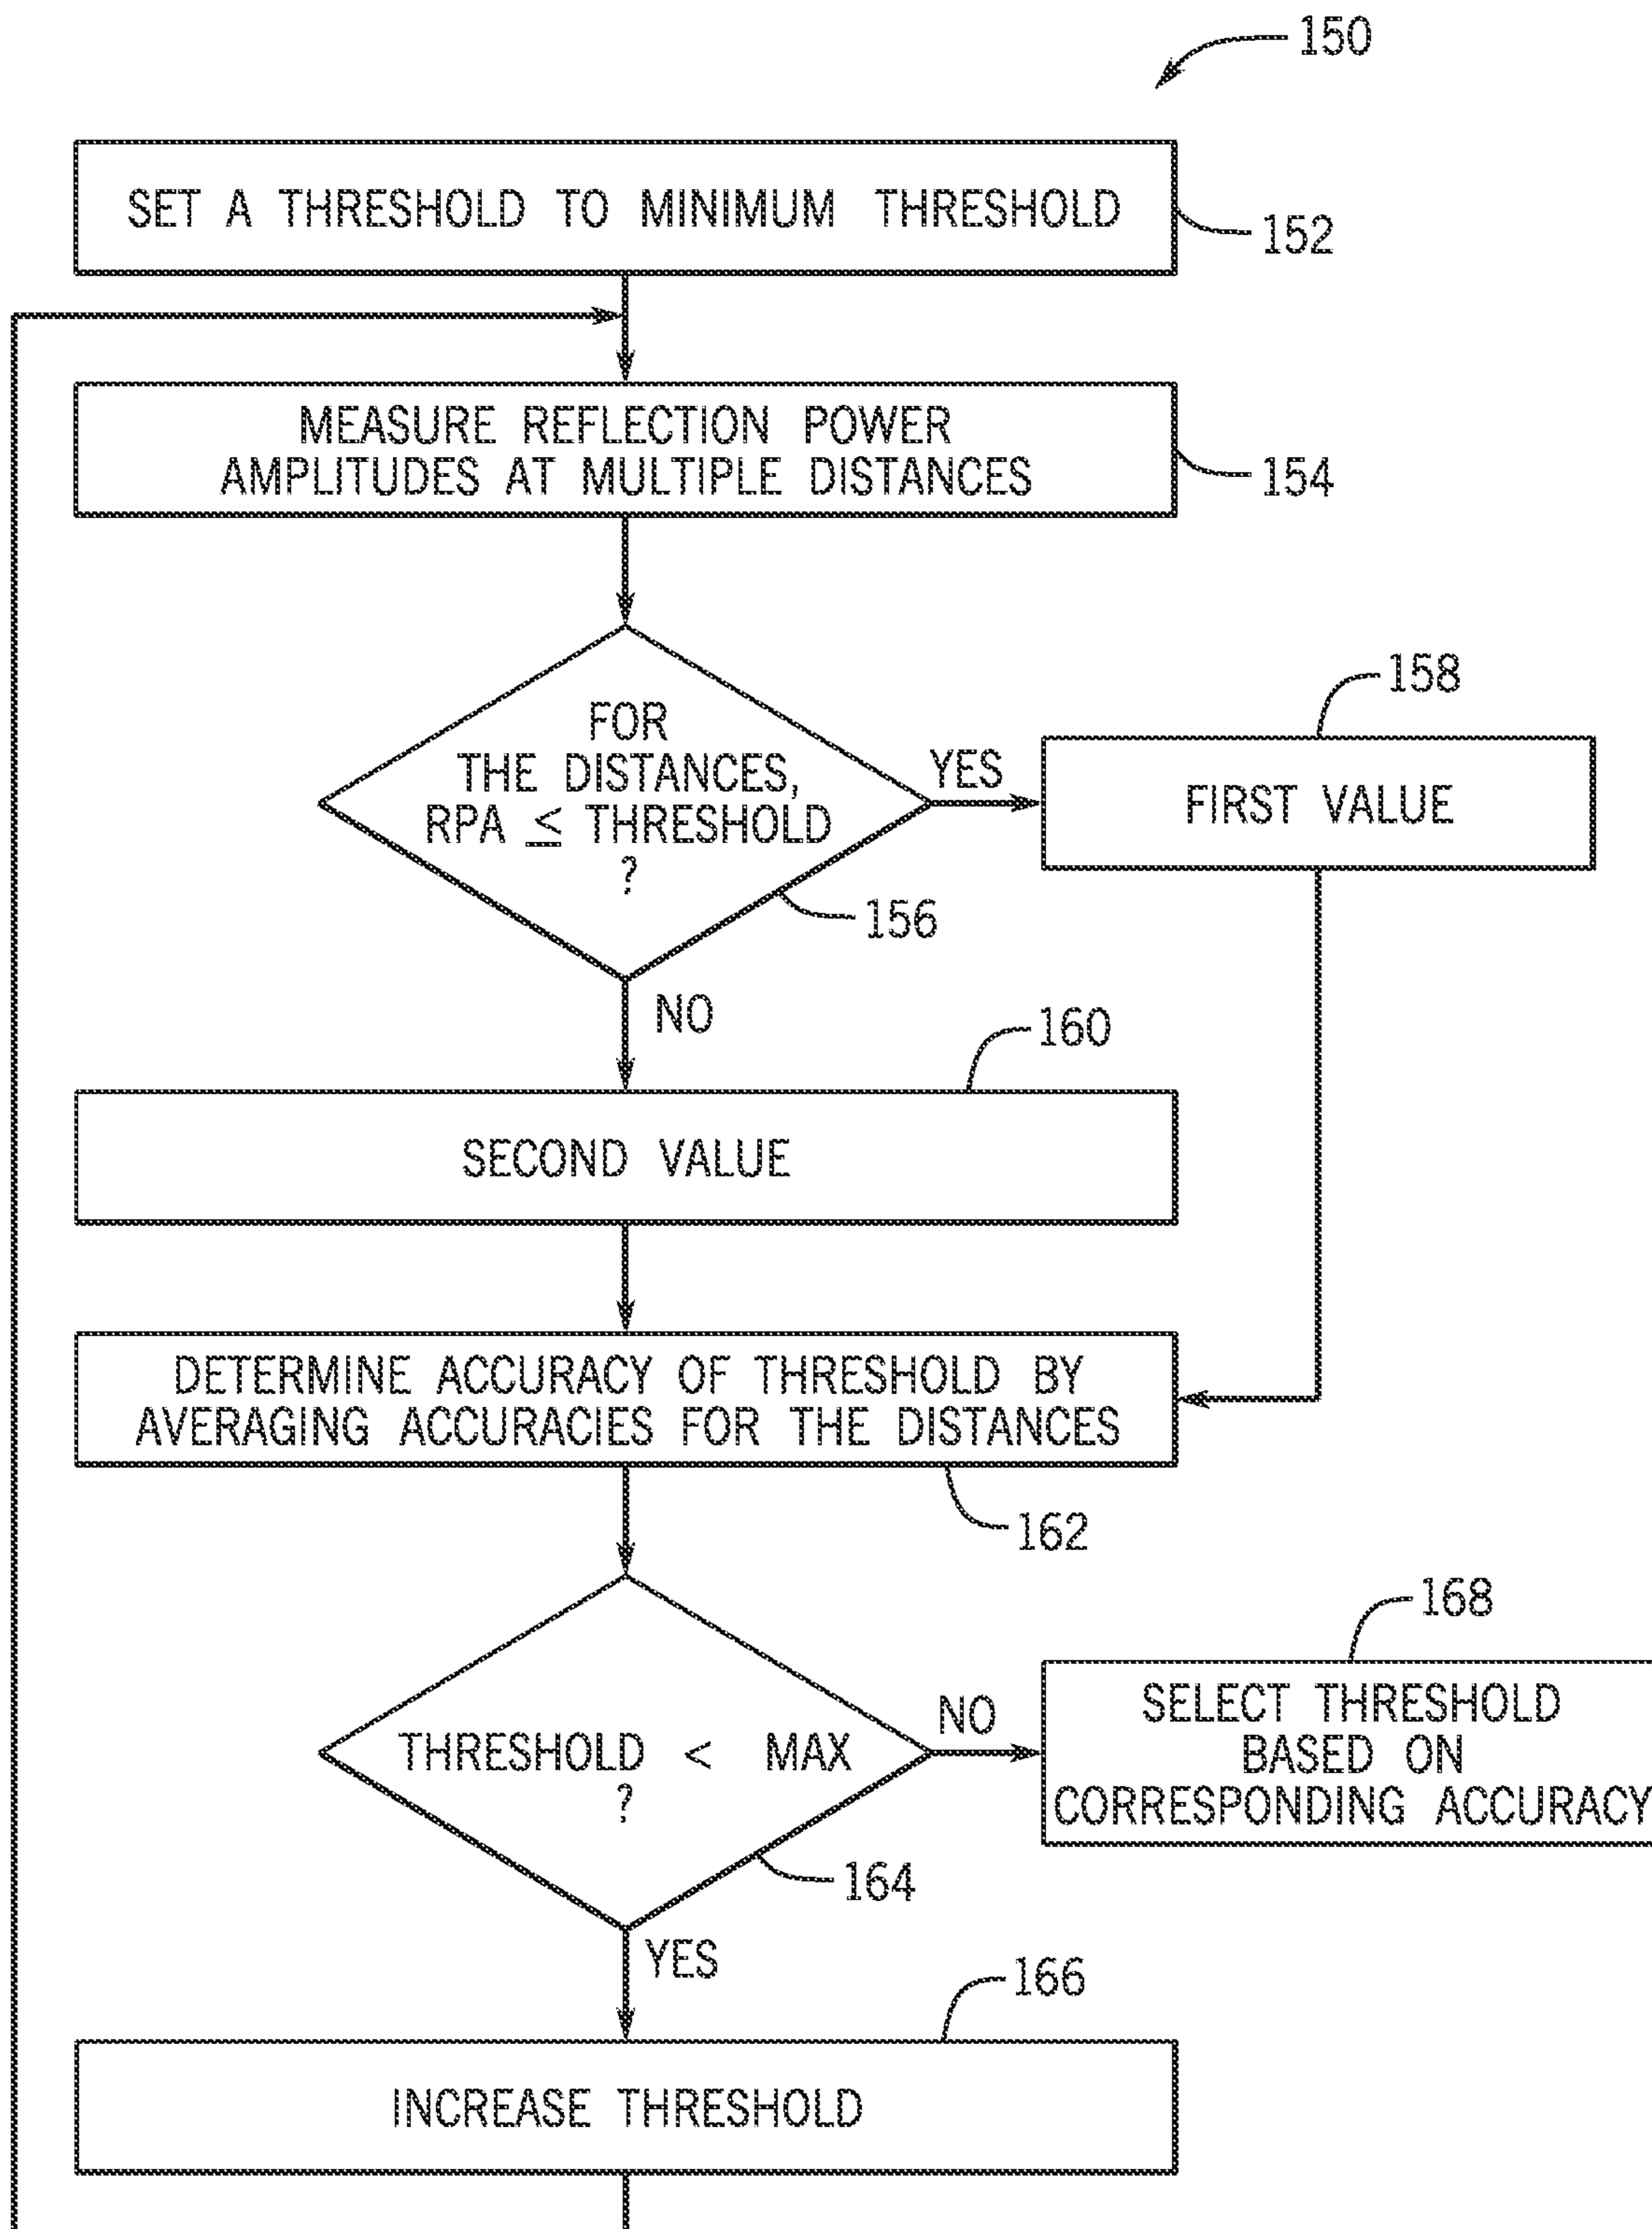 150
SET A THRESHOLD TO MINIMUM THRESHOLD
152
MEASURE REFLECTION POWER
AMPLITUDES AT MULTIPLE DISTANCES
154
FOR
THE DISTANCES,
RPA ≤ THRESHOLD
?
156
YES
158
FIRST VALUE
NO
160
SECOND VALUE
DETERMINE ACCURACY OF THRESHOLD BY
AVERAGING ACCURACIES FOR THE DISTANCES
162
THRESHOLD < MAX
?
164
NO
168
SELECT THRESHOLD
BASED ON
CORRESPONDING ACCURACY
YES
166
INCREASE THRESHOLD